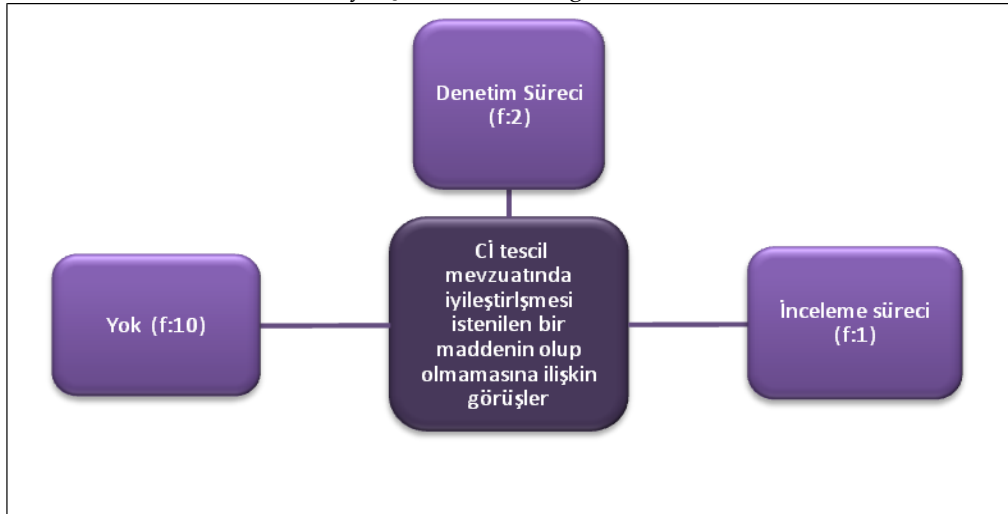 Denetim Süreci
(f:2)
Cİ tescil
mevzuatında
iyileştirlşmesi
istenilen bir
maddenin olup
olmamasına ilişkin
görüşler
Yok (f:10)
İnceleme süreci
(f:1)